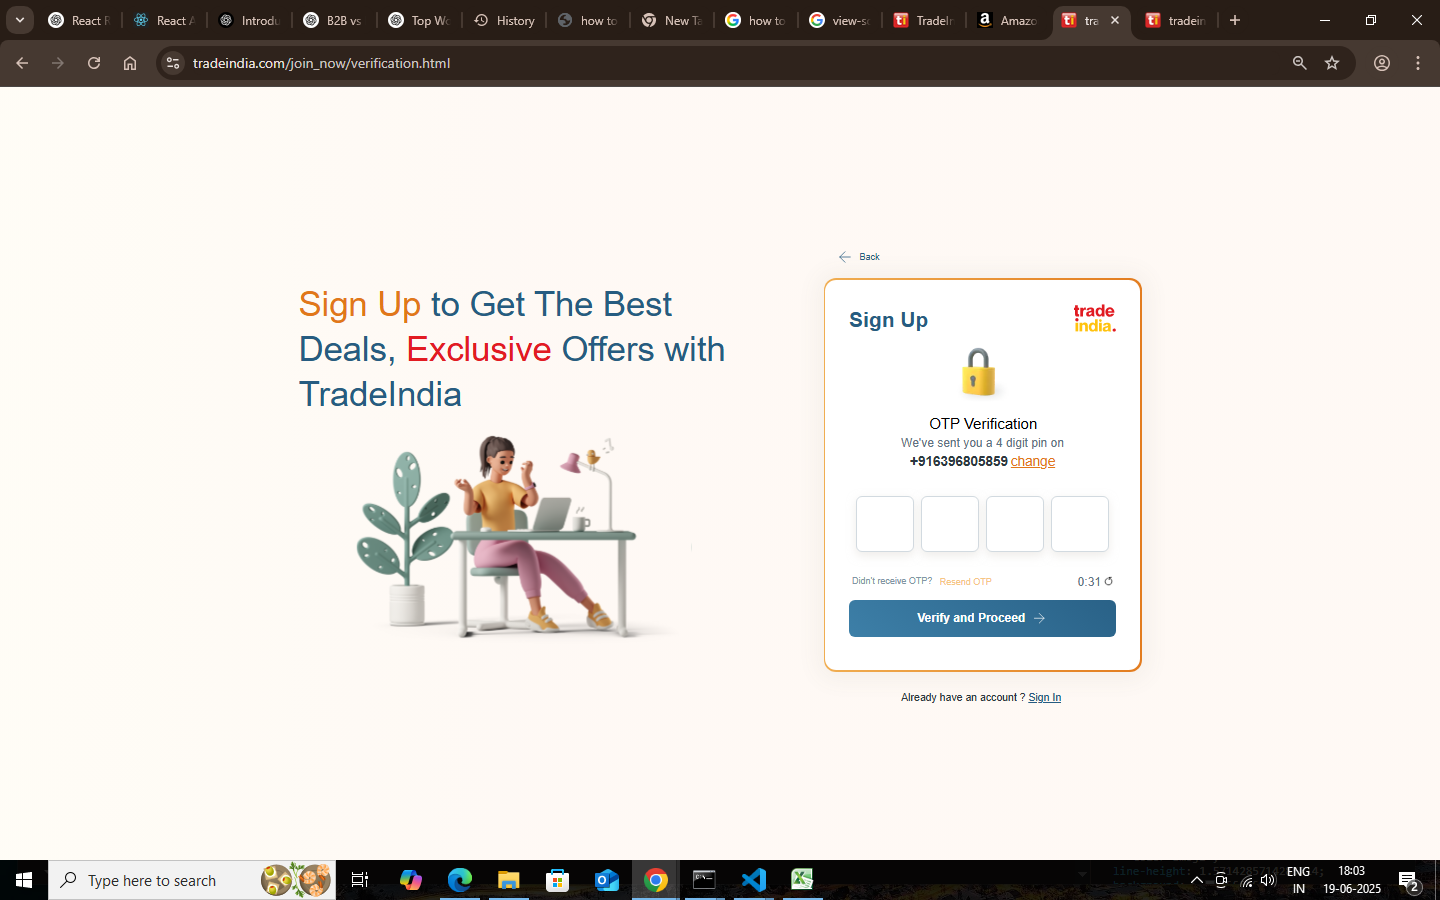 React R
React A
Introdu
B2B vs
Top Wo
History
how to
New Ta
how to
view-so
TradeIn
Amazo
tra
tradein
tradeindia.com/join_now/verification.html
Back
Sign Up to Get The Best
Deals, Exclusive Offers with
TradeIndia
Sign Up
trade
india.
OTP Verification
We've sent you a 4 digit pin on
+916396805859 change
Didn't receive OTP? Resend OTP
0:31
Verify and Proceed
Already have an account ? Sign In
Type here to search
ENG
IN
18:03
19-06-2025
2